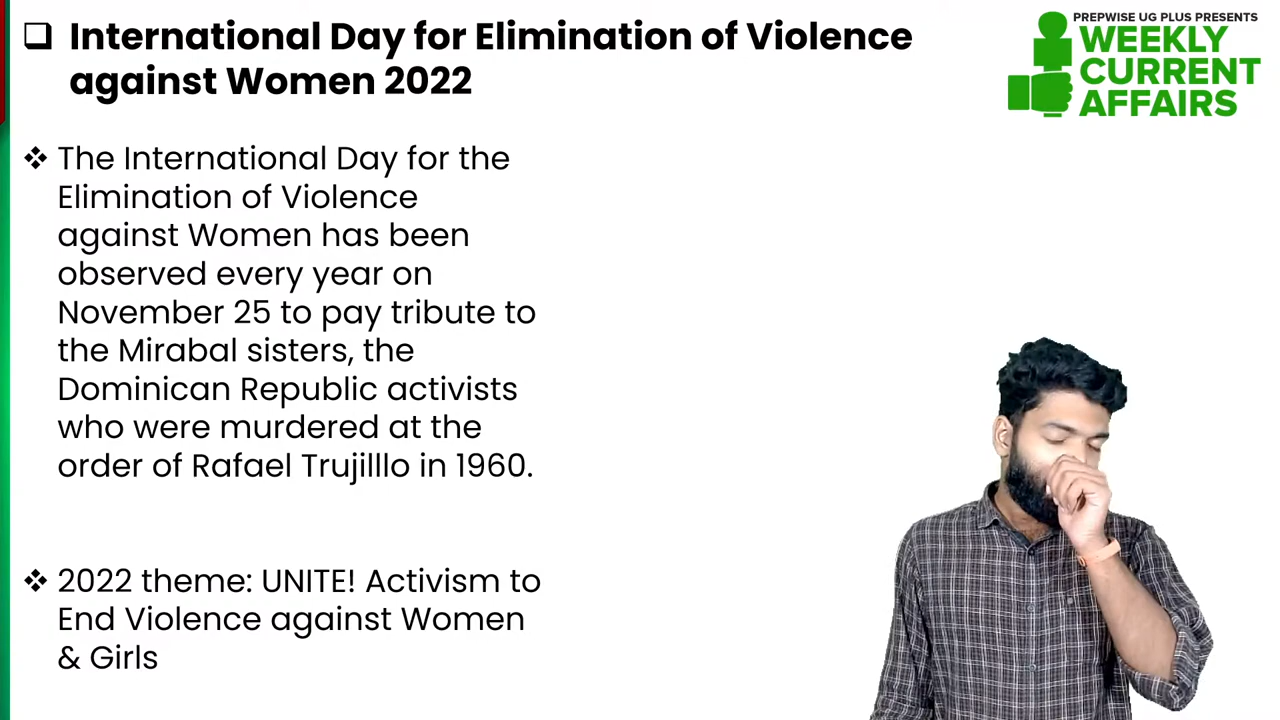 International Day for Elimination of Violence
against Women 2022
PREPWISE UG PLUS PRESENTS
WEEKLY
CURRENT
AFFAIRS
The International Day for the
Elimination of Violence
against Women has been
observed every year on
November 25 to pay tribute to
the Mirabal sisters, the
Dominican Republic activists
who were murdered at the
order of Rafael Trujilllo in 1960.
2022 theme: UNITE! Activism to
End Violence against Women
& Girls